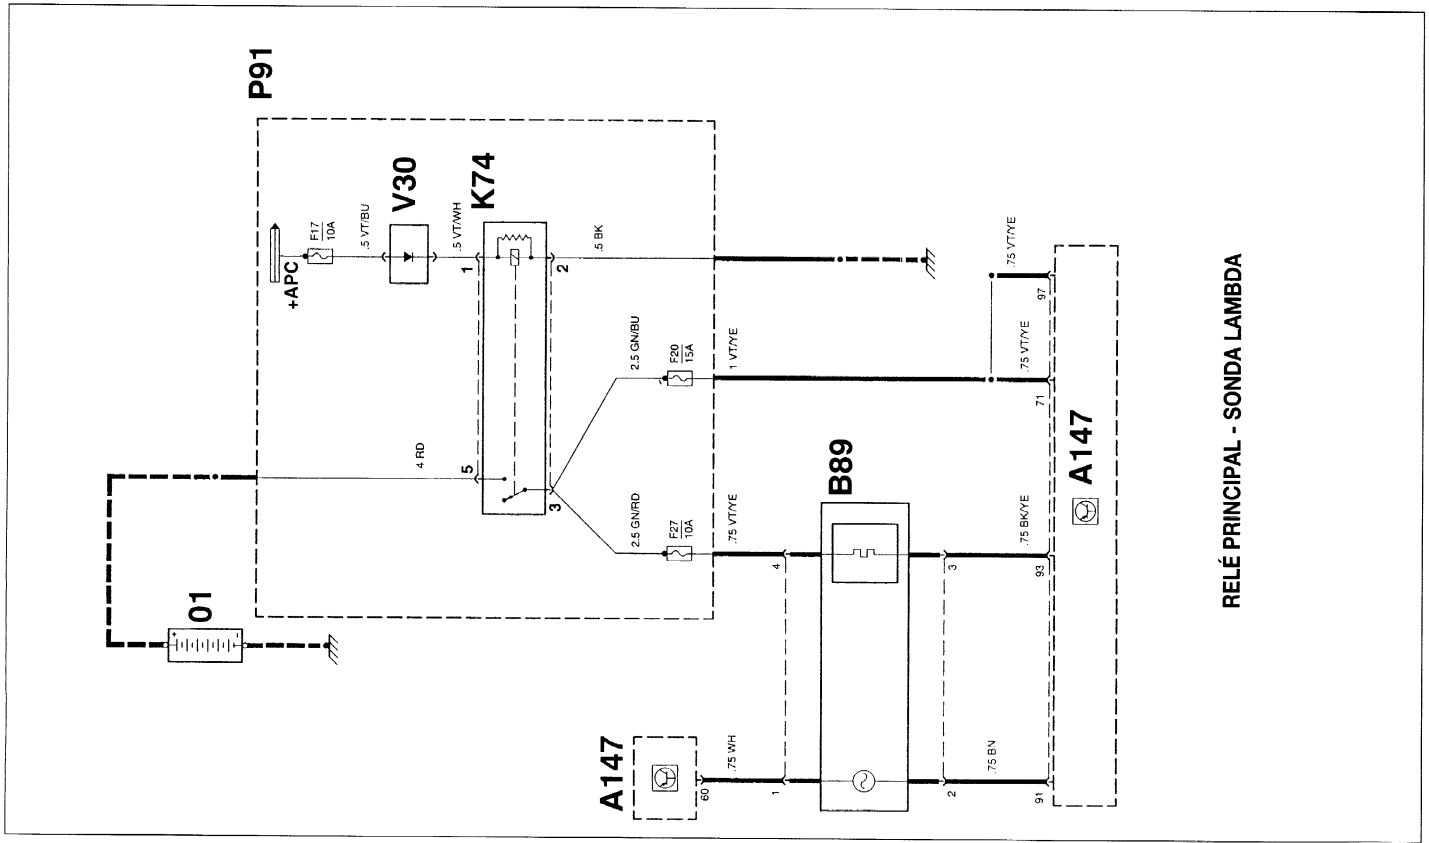 P91
+APC
F17
10A
.5 VT/BU
V30
.5 VT/WH
K74
1
2
.5 BK
4 RD
5
3
2.5 GN/BU
F20
15A
1 VT/YE
.75 VT/YE
97
.75 VT/YE
71
01
+
-
2.5 GN/RD
F27
10A
.75 VT/YE
4
B89
3
.75 BK/YE
93
A147
A147
60
.75 WH
1
2
.75 BN
91
RELÉ PRINCIPAL - SONDA LAMBDA